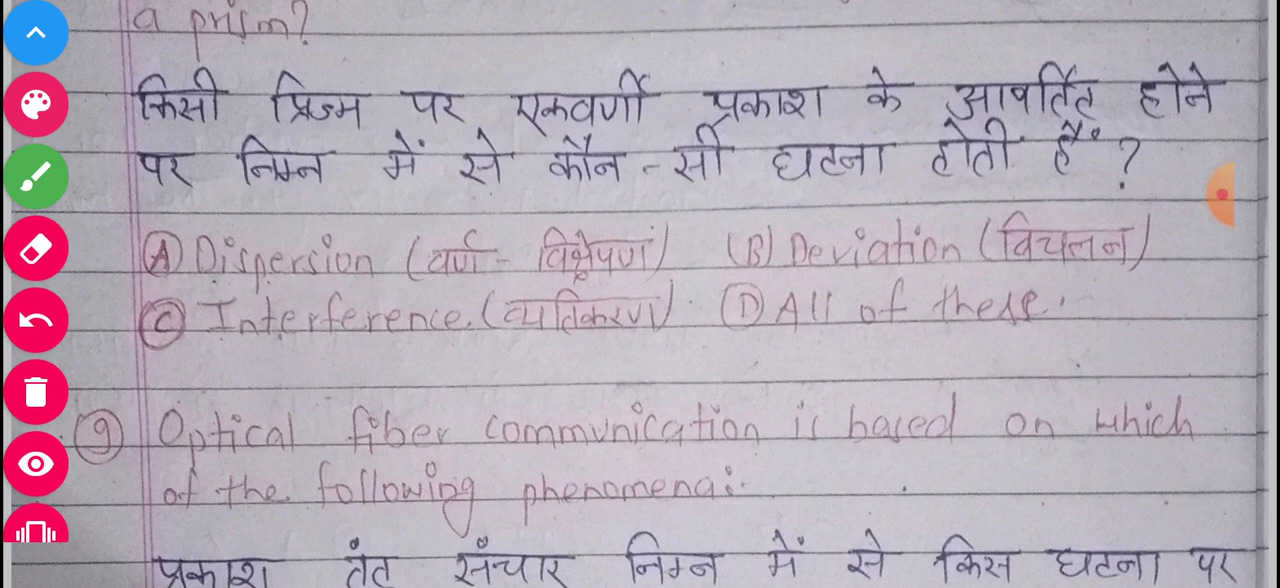 a prism?
किसी प्रिज्म पर एकवर्णी प्रकाश के आपर्तित होने
पर निम्न में से कौन-सी घटना होती है ?
(A) Dispersion (वर्ण- विक्षेपण) (B) Deviation (विचलन)
(C) Interference (व्यतिकरण) (D) All of these.
(9) Optical fiber communication is based on which
of the following phenomena:
प्रकाश तंतु संचार निम्न में से किस घटना पर